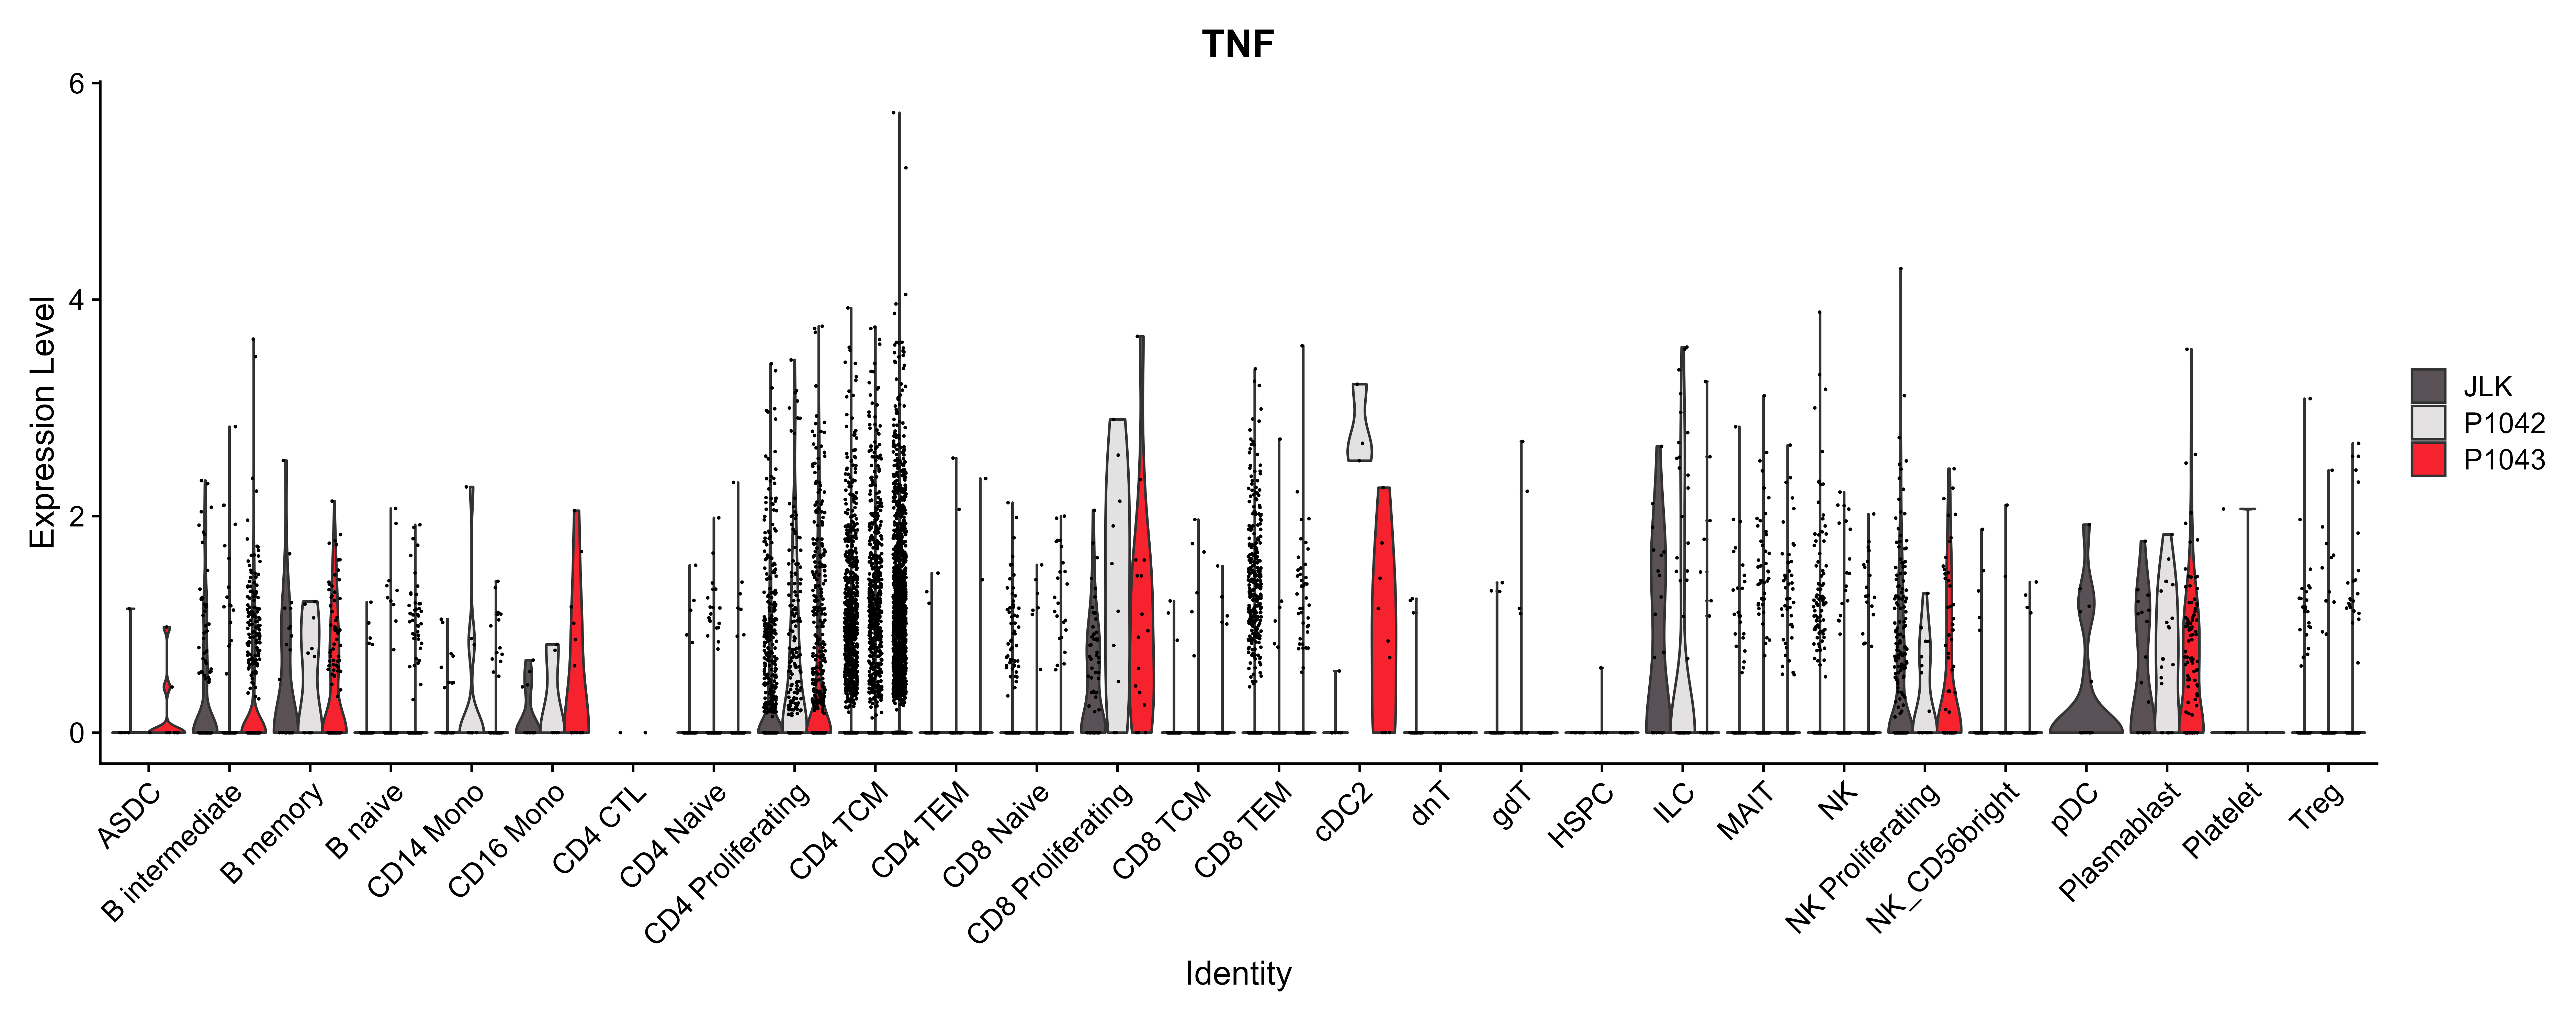 TNF
Expression Level
6
4
2
0
ASDC
B intermediate
B memory
B naive
CD14 Mono
CD16 Mono
CD4 CTL
CD4 Naive
CD4 Proliferating
CD4 TCM
CD4 TEM
CD8 Naive
CD8 Proliferating
CD8 TCM
CD8 TEM
cDC2
dnT
gdT
HSPC
ILC
MAIT
NK
NK Proliferating
NK_CD56bright
pDC
Plasmablast
Platelet
Treg
Identity
JLK
P1042
P1043